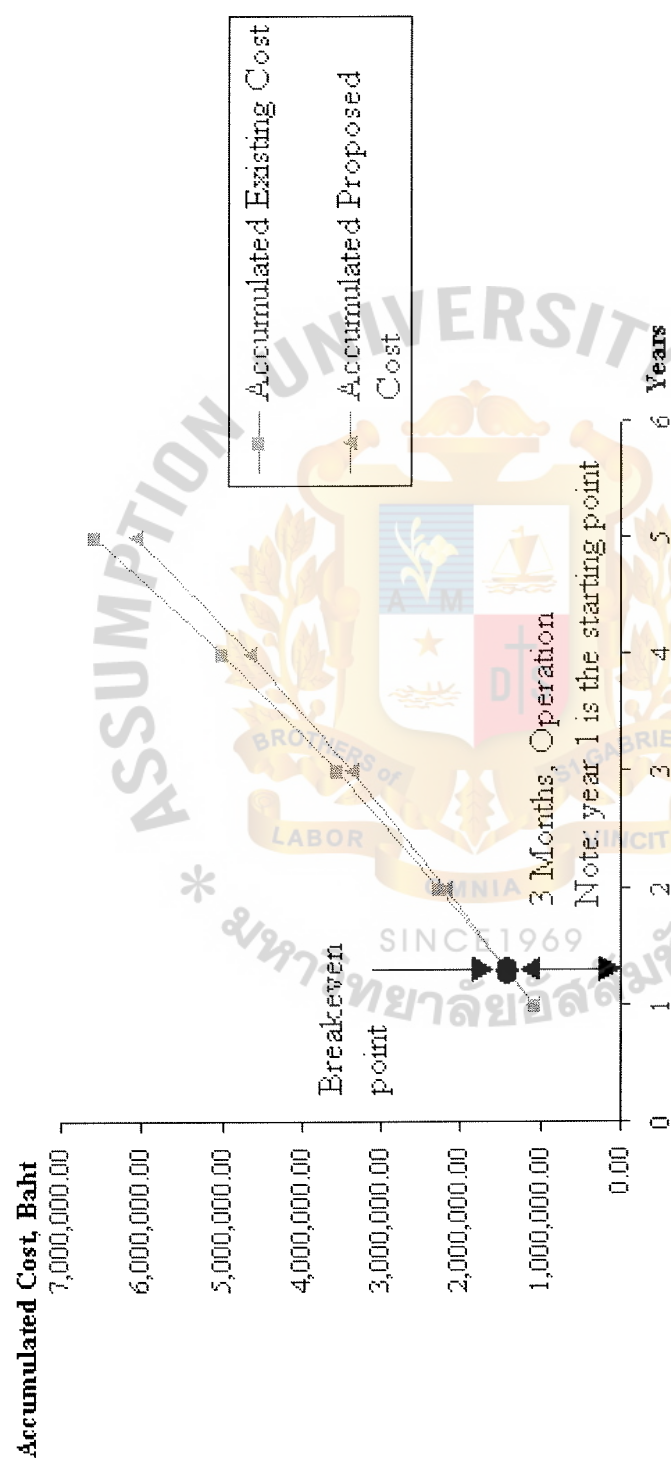 Accumulated Cost, Baht
7,000,000.00
6,000,000.00
5,000,000.00
4,000,000.00
3,000,000.00
2,000,000.00
1,000,000.00
0.00
Breakeven
point
3 Months, Operation
Note: year 1 is the starting point
0 1 2 3 4 5 6
Years
Accumulated Existing Cost
Accumulated Proposed
Cost
ASSUMPTION UNIVERSITY
A M
D S
BROTHERS of
ST GABRIE
LABOR
OMNIA
VINCIT
SINCE 1969